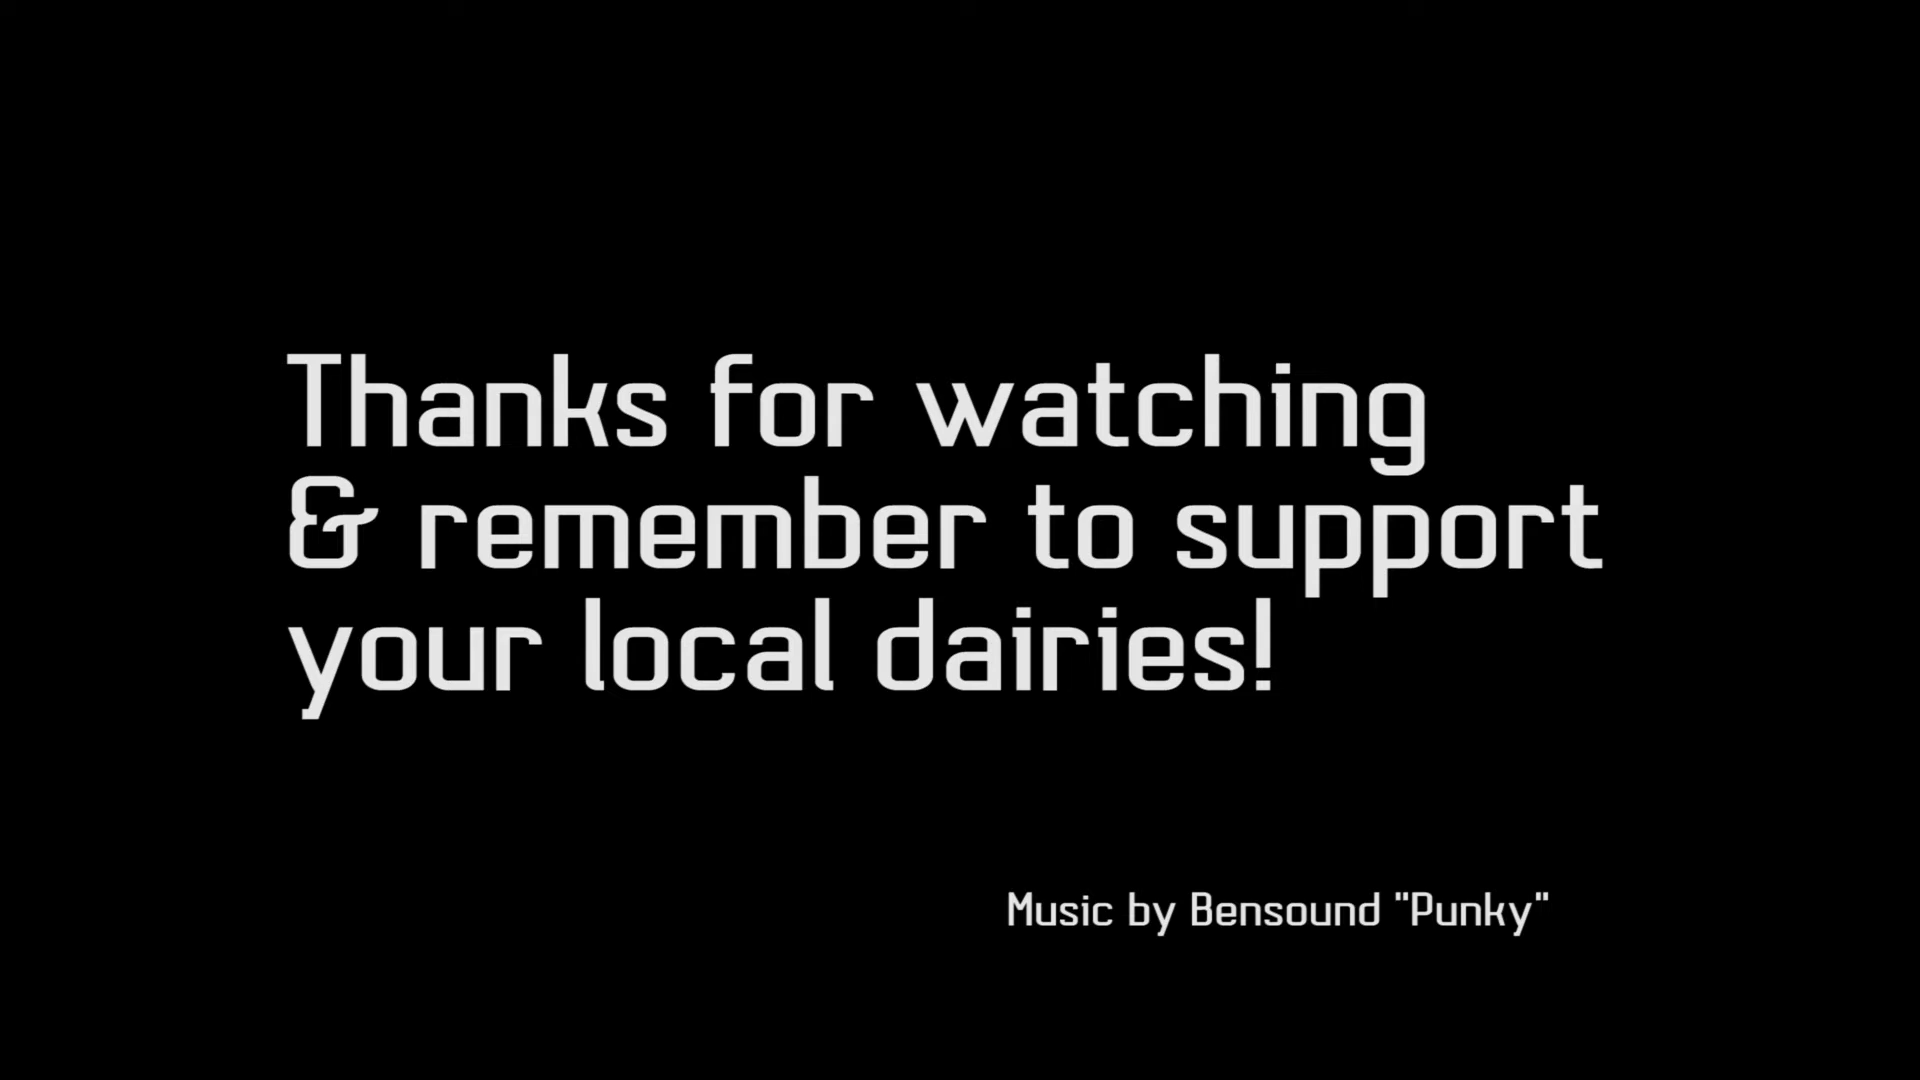 Thanks for watching
& remember to support
your local dairies!
Music by Bensound "Punky"